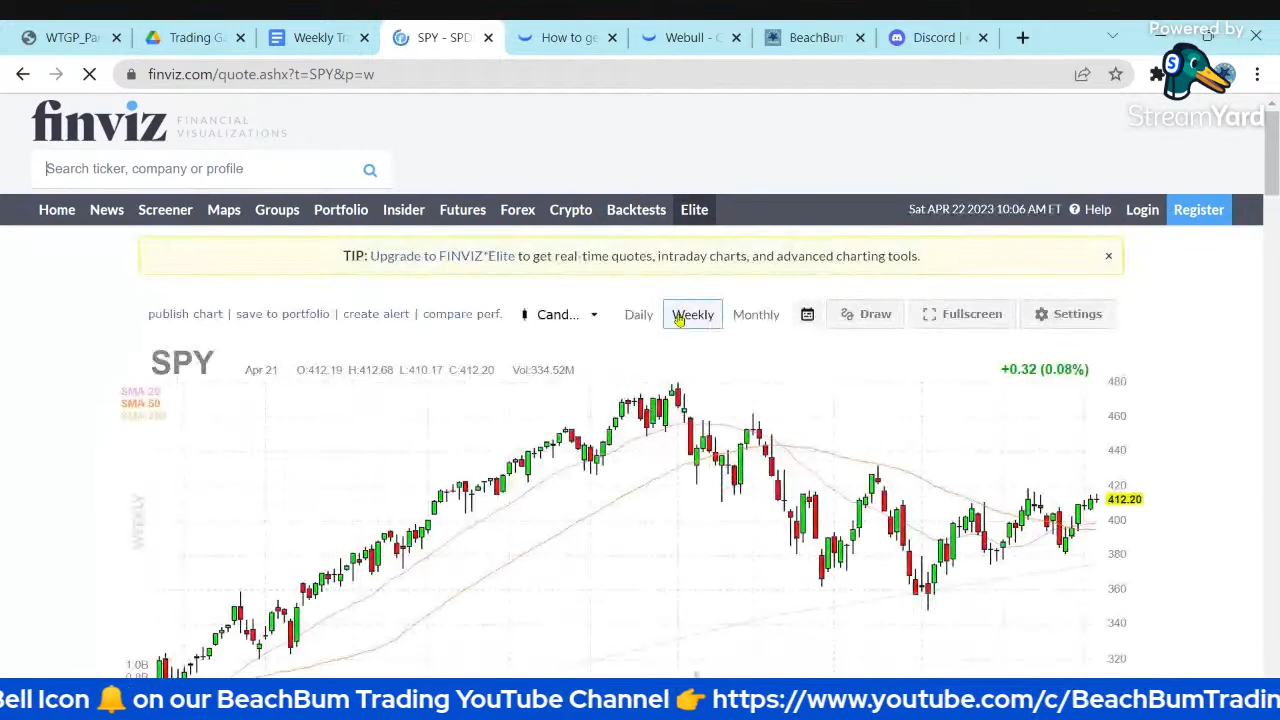 Powered by
WTGP_Pa
Trading G
Weekly Tr
SPY - SPD
How to ge
Webull - C
BeachBum
Discord |
finviz.com/quote.ashx?t=SPY&p=w
StreamYard
finviz FINANCIAL VISUALIZATIONS
Search ticker, company or profile
Home News Screener Maps Groups Portfolio Insider Futures Forex Crypto Backtests Elite
Sat APR 22 2023 10:06 AM ET ? Help Login Register
TIP: Upgrade to FINVIZ*Elite to get real-time quotes, intraday charts, and advanced charting tools. ×
publish chart | save to portfolio | create alert | compare perf. Cand... Daily Weekly Monthly Draw Fullscreen Settings
SPY Apr 21 O:412.19 H:412.68 L:410.17 C:412.20 Vol:334.52M +0.32 (0.08%)
SMA 20
SMA 50
SMA 200
WEEKLY
480
460
440
420
412.20
400
380
360
340
320
1.0B
Bell Icon 🔔 on our BeachBum Trading YouTube Channel 👉 https://www.youtube.com/c/BeachBumTradin